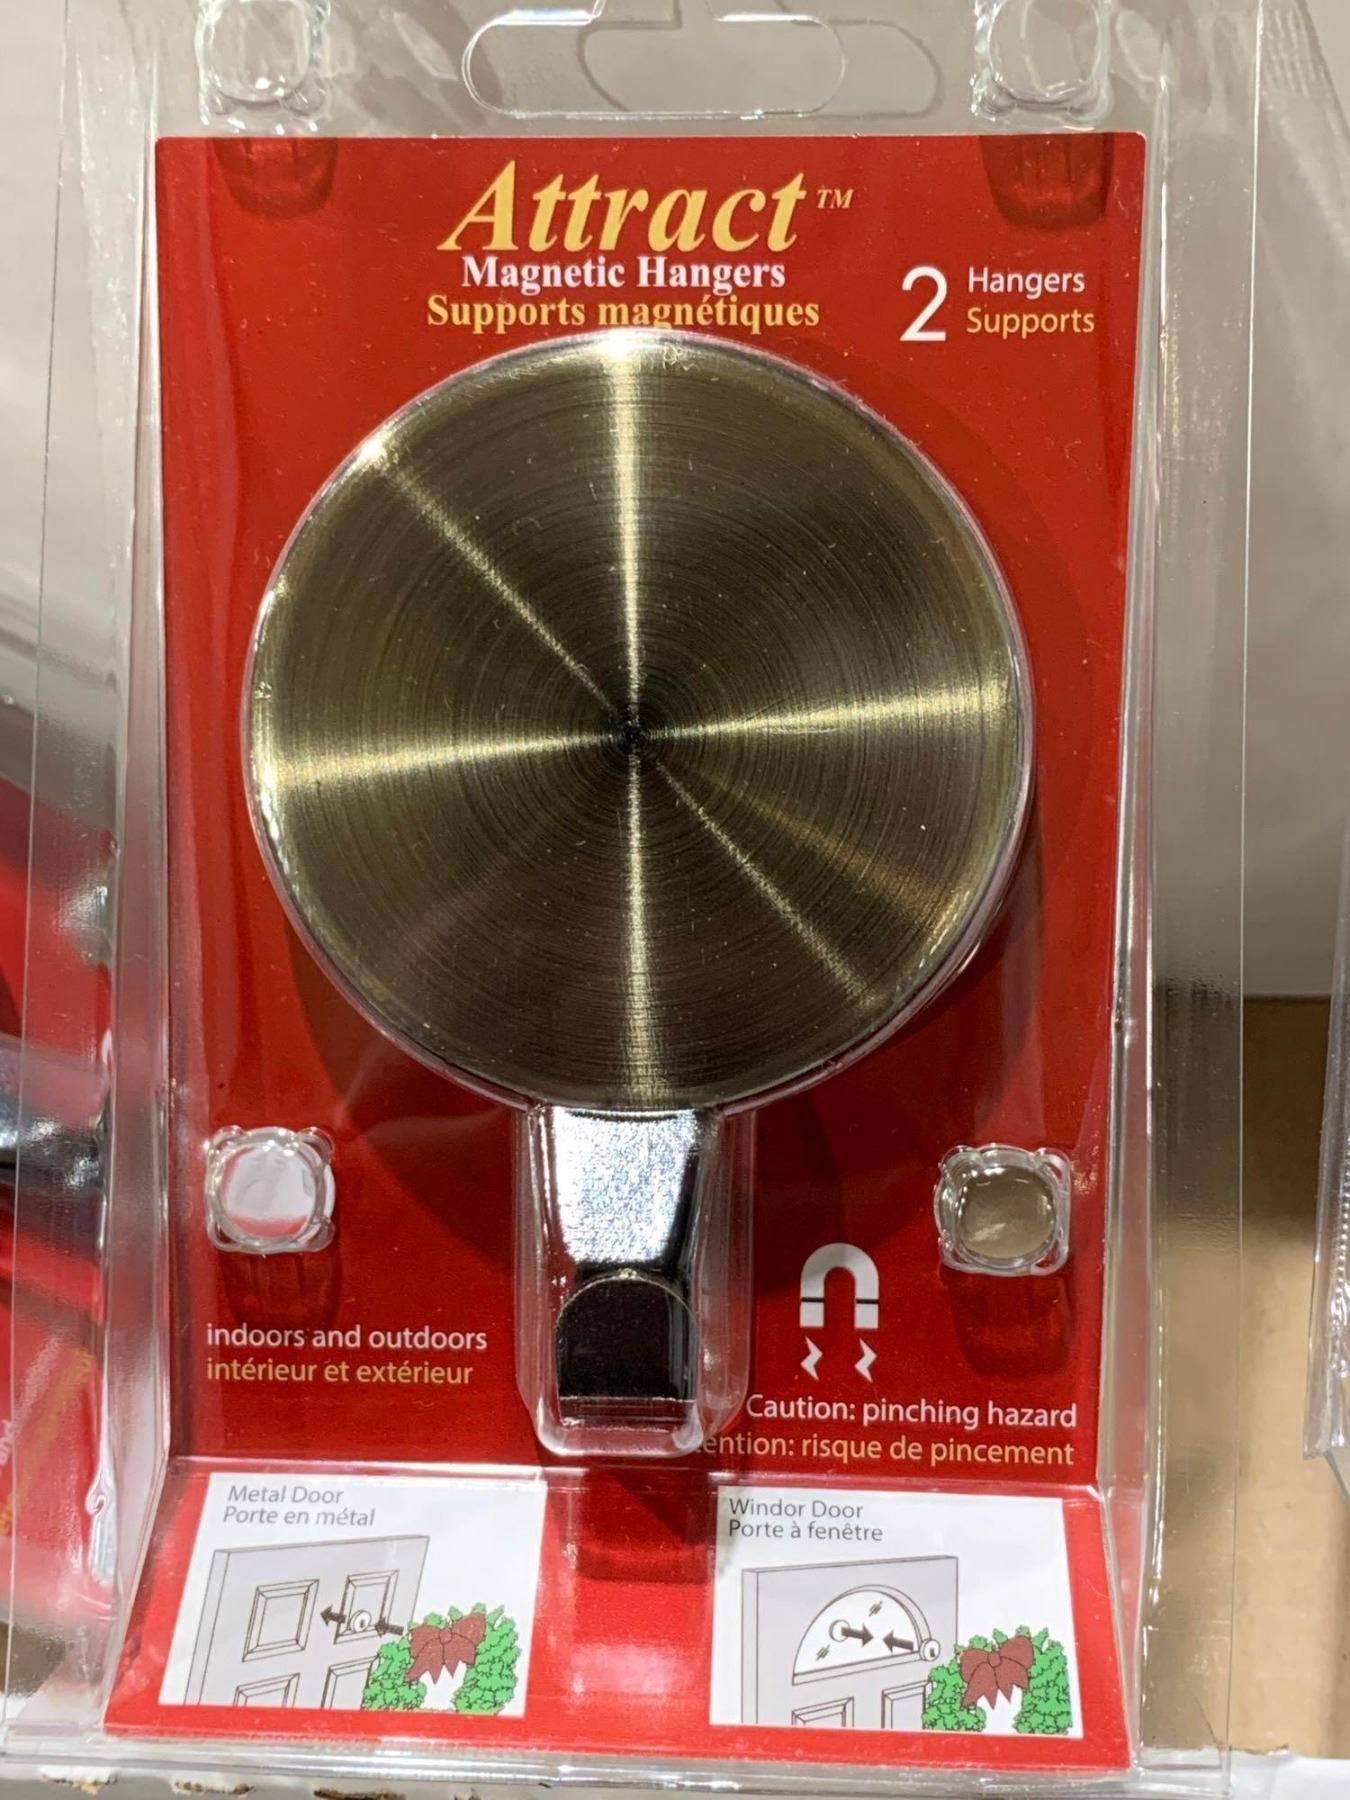 Attract™
Magnetic Hangers
Supports magnétiques
2 Hangers
Supports
indoors and outdoors
intérieur et extérieur
Caution: pinching hazard
risque de pincement
Metal Door
Porte en métal
Windor Door
Porte à fenêtre